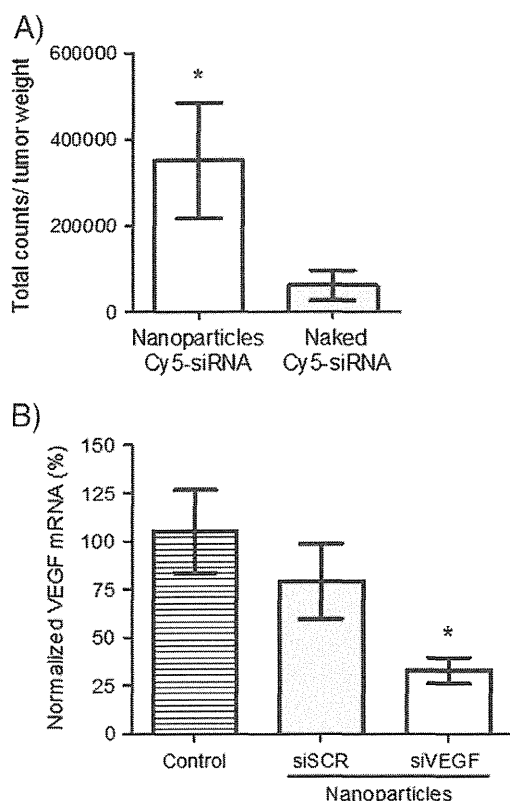 A)
Total counts/ tumor weight
600000
400000
200000
0
*
Nanoparticles
Cy5-siRNA
Naked
Cy5-siRNA
B)
Normalized VEGF mRNA (%)
150
125
100
75
50
25
0
*
Control
siSCR
siVEGF
Nanoparticles